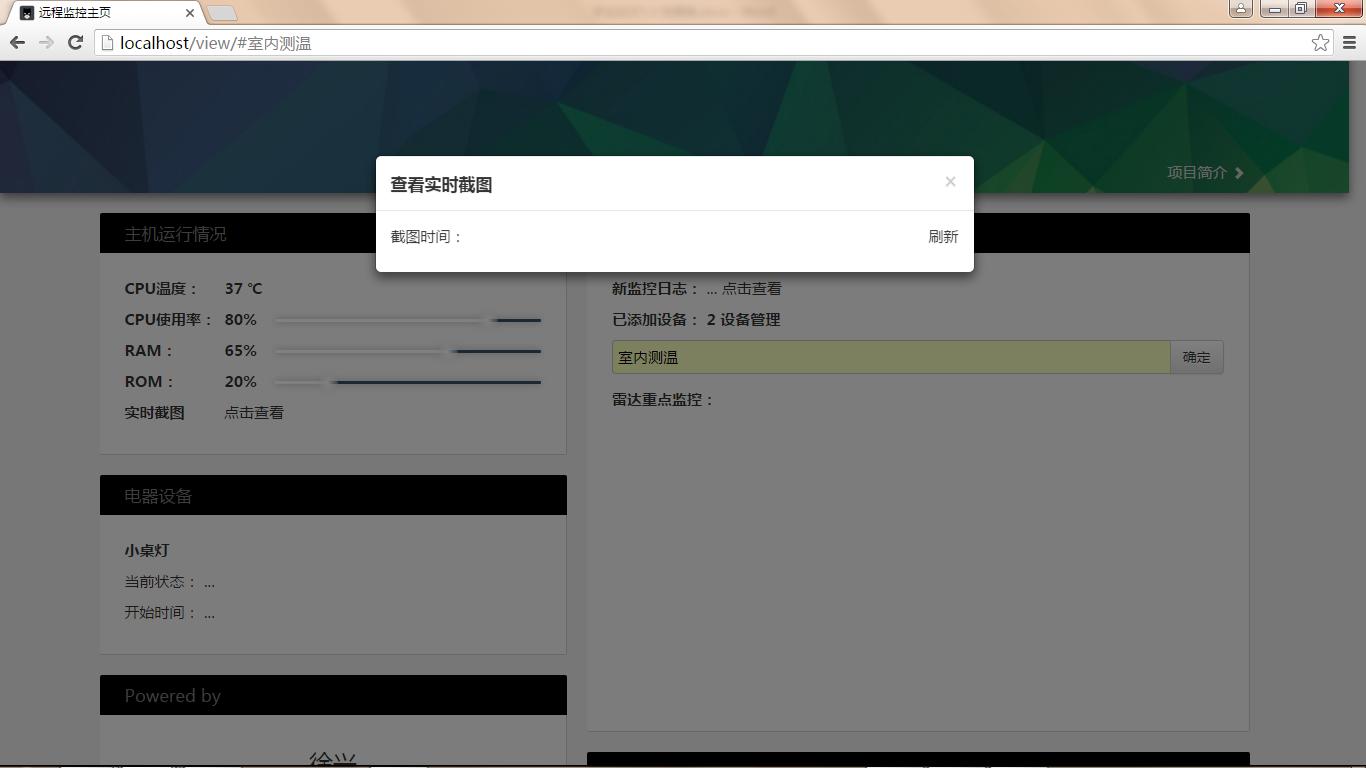 远程监控主页
localhost/view/#室内测温
项目简介
查看实时截图
×
截图时间：
刷新
主机运行情况
CPU温度： 37 ℃
CPU使用率： 80%
RAM： 65%
ROM： 20%
实时截图 点击查看
电器设备
小桌灯
当前状态： ...
开始时间： ...
Powered by
新监控日志： ... 点击查看
已添加设备： 2 设备管理
室内测温 确定
雷达重点监控：